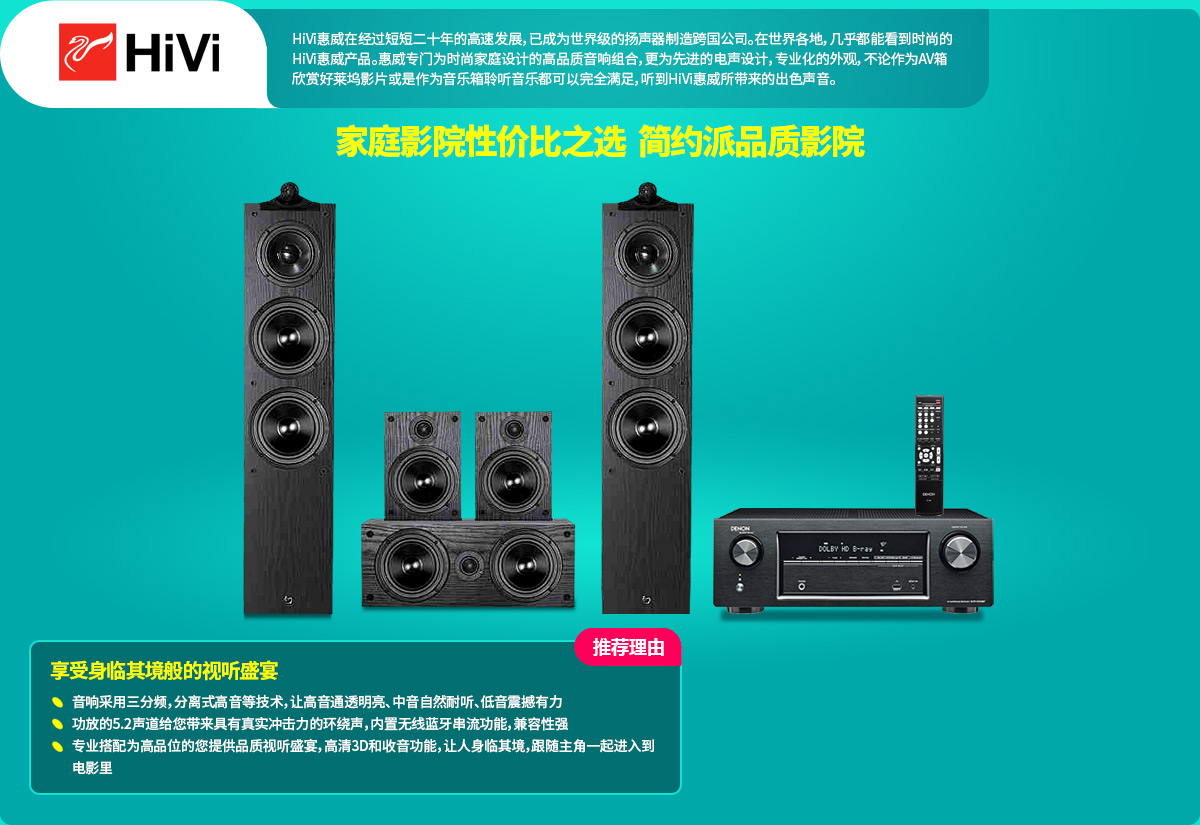 HiVi
HiVi惠威在经过短短二十年的高速发展,已成为世界级的扬声器制造跨国公司。在世界各地,几乎都能看到时尚的
HiVi惠威产品。惠威专门为时尚家庭设计的高品质音响组合,更为先进的电声设计,专业化的外观,不论作为AV箱
欣赏好莱坞影片或是作为音乐箱聆听音乐都可以完全满足,听到HiVi惠威所带来的出色声音。
家庭影院性价比之选 简约派品质影院
DENON
DENON
DOLBY HD B-ray
推荐理由
享受身临其境般的视听盛宴
音响采用三分频,分离式高音等技术,让高音通透明亮、中音自然耐听、低音震撼有力
功放的5.2声道给您带来具有真实冲击力的环绕声,内置无线蓝牙串流功能,兼容性强
专业搭配为高品位的您提供品质视听盛宴,高清3D和收音功能,让人身临其境,跟随主角一起进入到
电影里